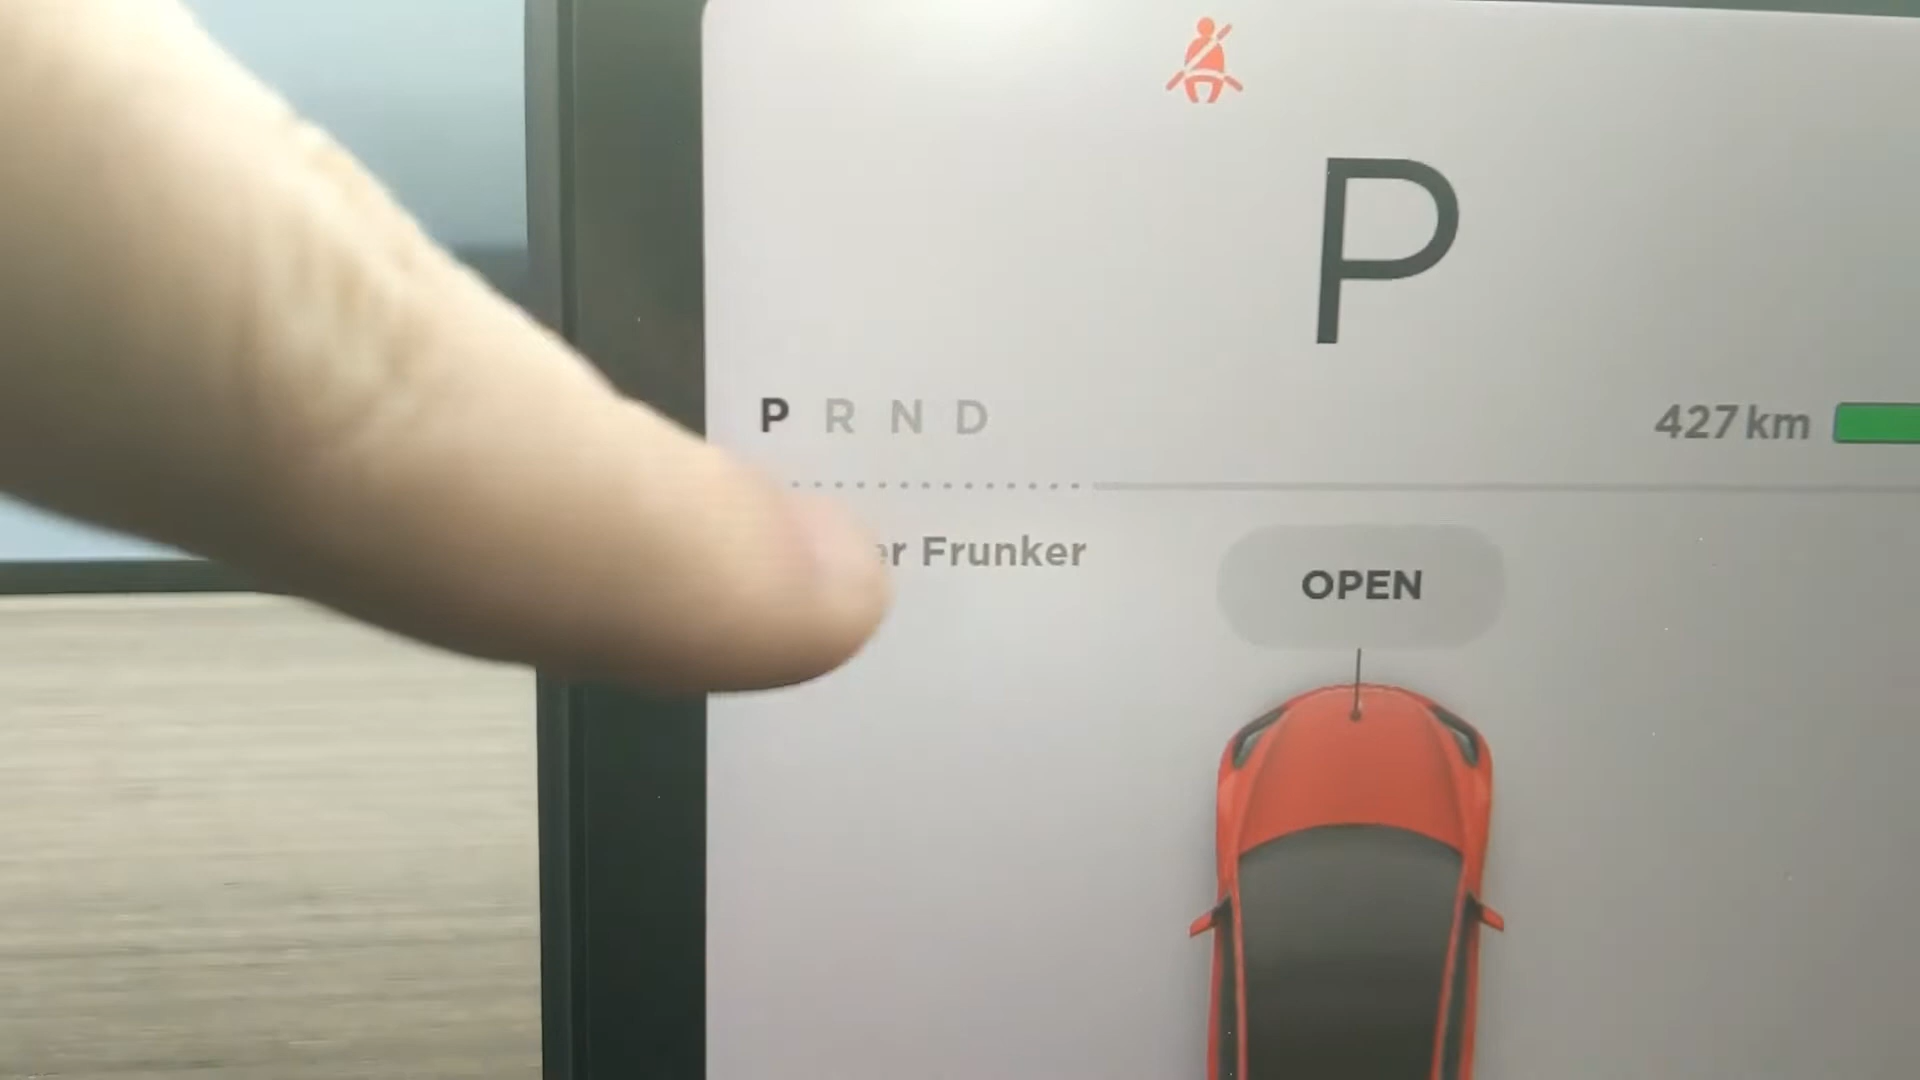 P
P R N D
427 km
Frunker
OPEN